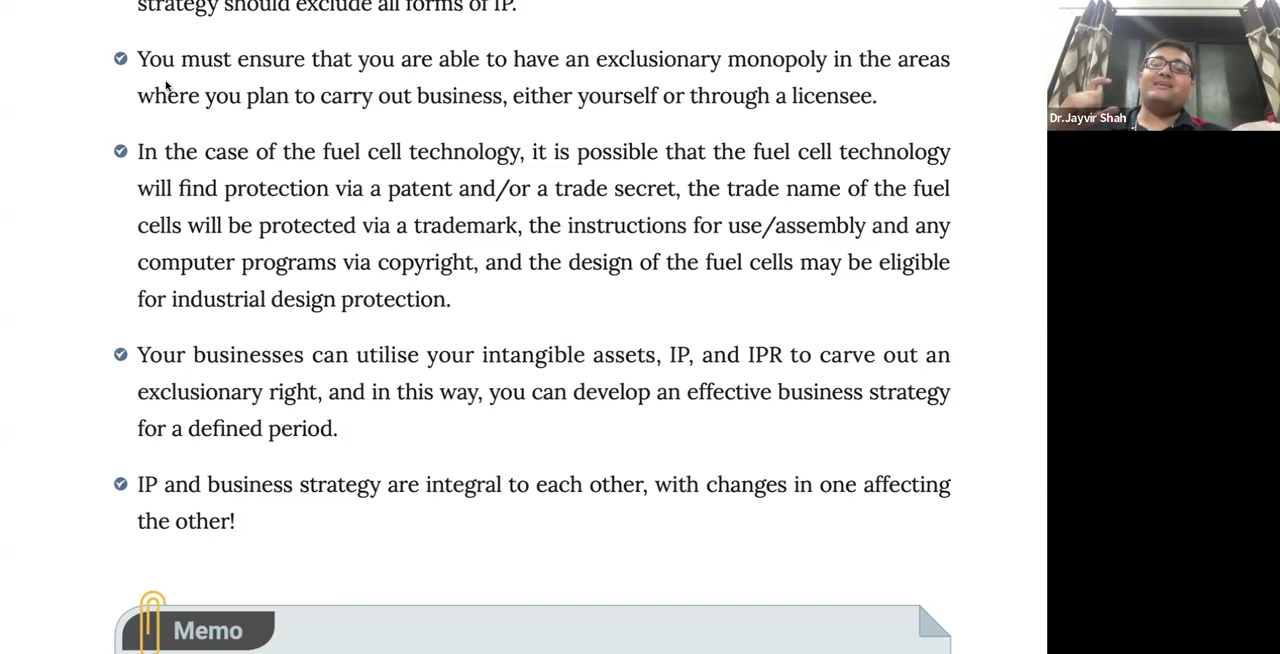 strategy should exclude all forms of IP.
You must ensure that you are able to have an exclusionary monopoly in the areas
where you plan to carry out business, either yourself or through a licensee.
In the case of the fuel cell technology, it is possible that the fuel cell technology
will find protection via a patent and/or a trade secret, the trade name of the fuel
cells will be protected via a trademark, the instructions for use/assembly and any
computer programs via copyright, and the design of the fuel cells may be eligible
for industrial design protection.
Your businesses can utilise your intangible assets, IP, and IPR to carve out an
exclusionary right, and in this way, you can develop an effective business strategy
for a defined period.
IP and business strategy are integral to each other, with changes in one affecting
the other!
Memo
Dr.Jayvir Shah